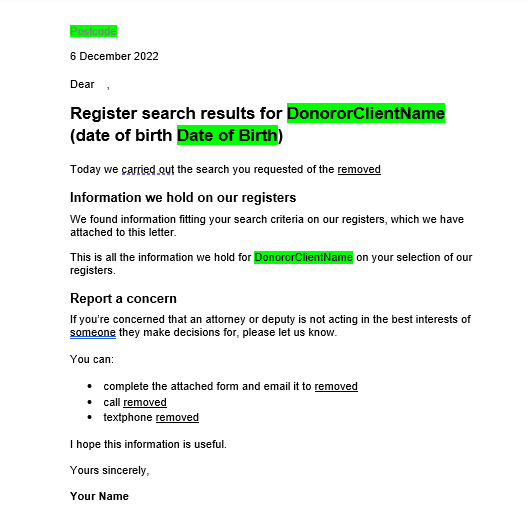 Postcode
6 December 2022
Dear ,
Register search results for DonororClientName
(date of birth Date of Birth)
Today we carried out the search you requested of the removed
Information we hold on our registers
We found information fitting your search criteria on our registers, which we have
attached to this letter.
This is all the information we hold for DonororClientName on your selection of our
registers.
Report a concern
If you're concerned that an attorney or deputy is not acting in the best interests of
someone they make decisions for, please let us know.
You can:
• complete the attached form and email it to removed
• call removed
• textphone removed
I hope this information is useful.
Yours sincerely,
Your Name